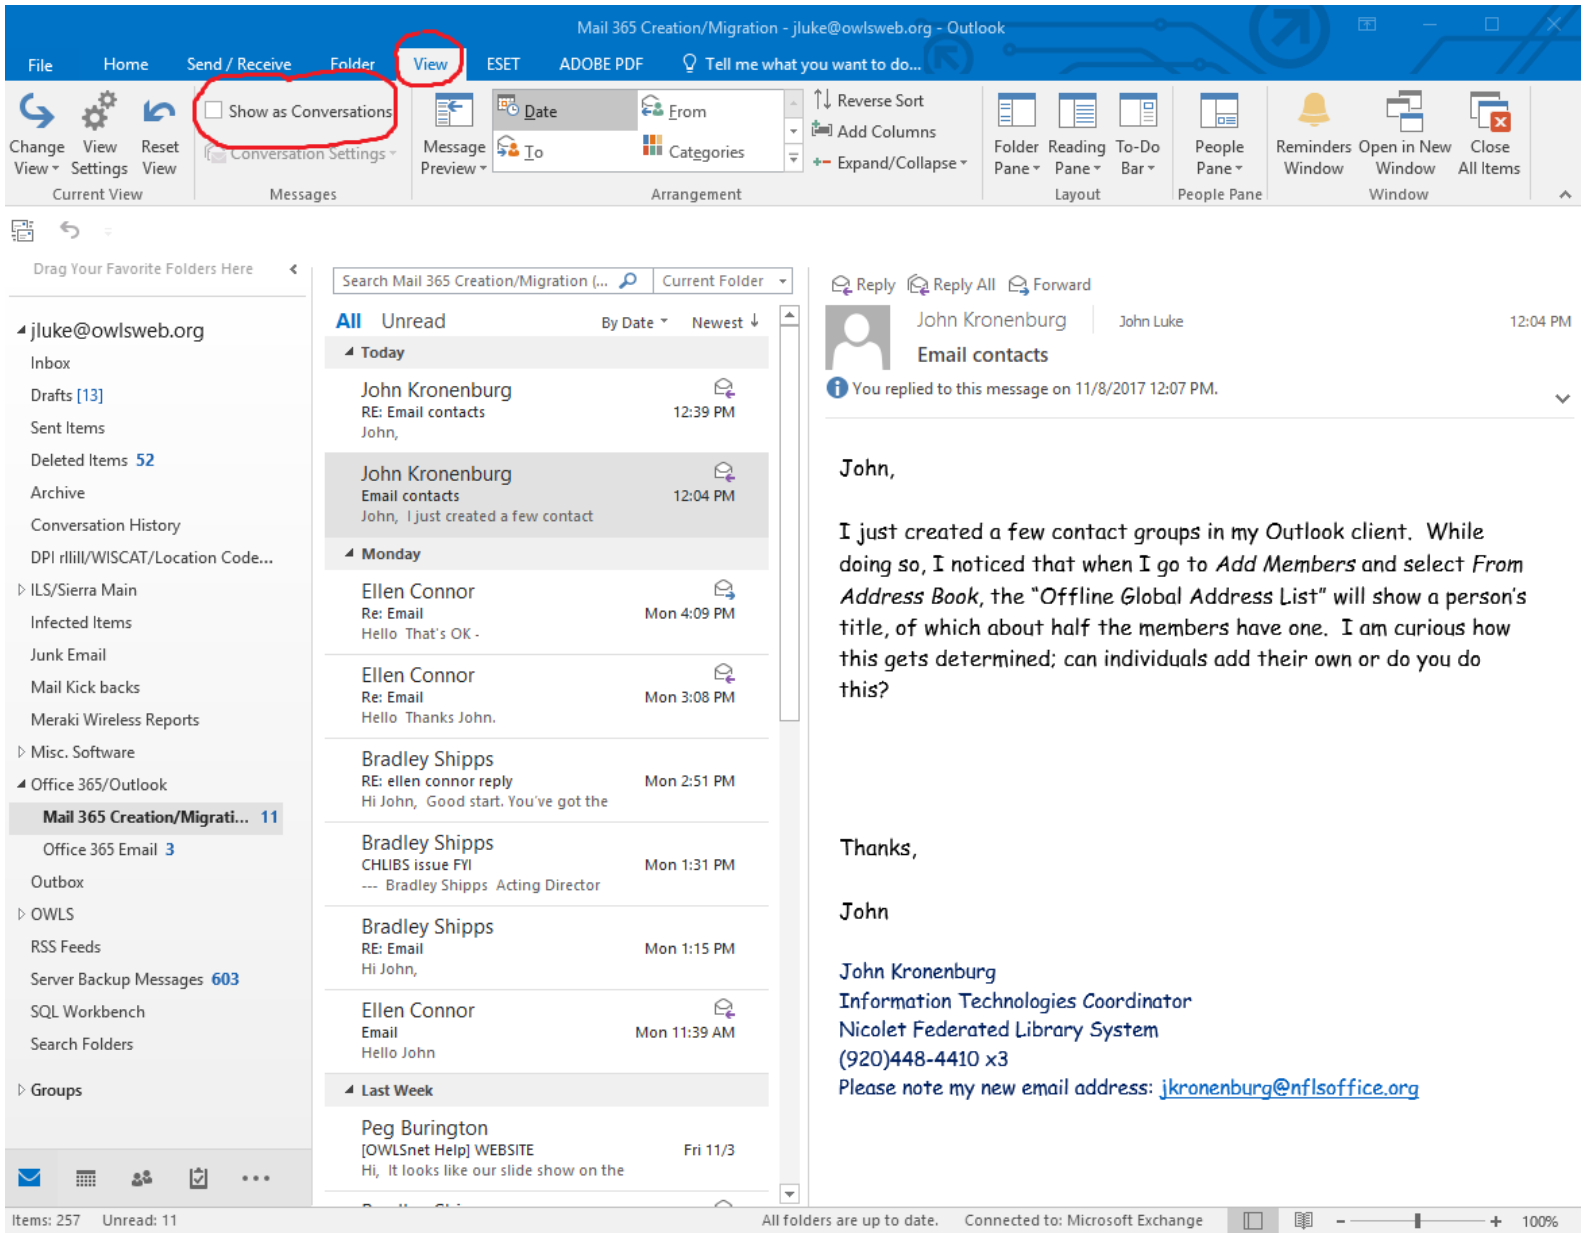 Mail 365 Creation/Migration - jluke@owlsweb.org - Outlook
File Home Send / Receive Folder View ESET ADOBE PDF Tell me what you want to do...
Change View
View Settings
Reset View
Current View
Show as Conversations
Conversation Settings
Messages
Message Preview
Date
From
To
Categories
Reverse Sort
Add Columns
Expand/Collapse
Arrangement
Folder Pane
Reading Pane
To-Do Bar
Layout
People Pane
People Pane
Reminders Window
Open in New Window
Close All Items
Window
Drag Your Favorite Folders Here
jluke@owlsweb.org
Inbox
Drafts [13]
Sent Items
Deleted Items 52
Archive
Conversation History
DPI rllill/WISCAT/Location Code...
ILS/Sierra Main
Infected Items
Junk Email
Mail Kick backs
Meraki Wireless Reports
Misc. Software
Office 365/Outlook
Mail 365 Creation/Migrati... 11
Office 365 Email 3
Outbox
OWLS
RSS Feeds
Server Backup Messages 603
SQL Workbench
Search Folders
Groups
Search Mail 365 Creation/Migration (... Current Folder
All Unread By Date Newest
Today
John Kronenburg
RE: Email contacts 12:39 PM
John,
John Kronenburg
Email contacts 12:04 PM
John, I just created a few contact
Monday
Ellen Connor
Re: Email Mon 4:09 PM
Hello That's OK -
Ellen Connor
Re: Email Mon 3:08 PM
Hello Thanks John.
Bradley Shipps
RE: ellen connor reply Mon 2:51 PM
Hi John, Good start. You've got the
Bradley Shipps
CHLIBS issue FYI Mon 1:31 PM
--- Bradley Shipps Acting Director
Bradley Shipps
RE: Email Mon 1:15 PM
Hi John,
Ellen Connor
Email Mon 11:39 AM
Hello John
Last Week
Peg Burington
[OWLSnet Help] WEBSITE Fri 11/3
Hi, It looks like our slide show on the
Reply Reply All Forward
John Kronenburg John Luke 12:04 PM
Email contacts
You replied to this message on 11/8/2017 12:07 PM.
John,
I just created a few contact groups in my Outlook client. While
doing so, I noticed that when I go to Add Members and select From
Address Book, the “Offline Global Address List” will show a person’s
title, of which about half the members have one. I am curious how
this gets determined; can individuals add their own or do you do
this?
Thanks,
John
John Kronenburg
Information Technologies Coordinator
Nicolet Federated Library System
(920)448-4410 x3
Please note my new email address: jkronenburg@nflsoffice.org
Items: 257 Unread: 11 All folders are up to date. Connected to: Microsoft Exchange 100%